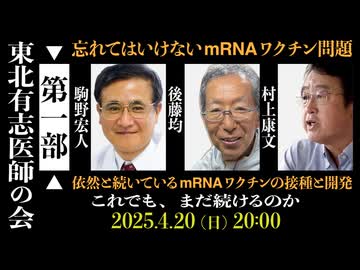 忘れてはいけないmRNAワクチン問題
東北有志医師の会
▼第一部▲
駒野宏人
後藤均
村上康文
依然と続いているmRNAワクチンの接種と開発
これでも、まだ続けるのか
2025.4.20(日)20:00